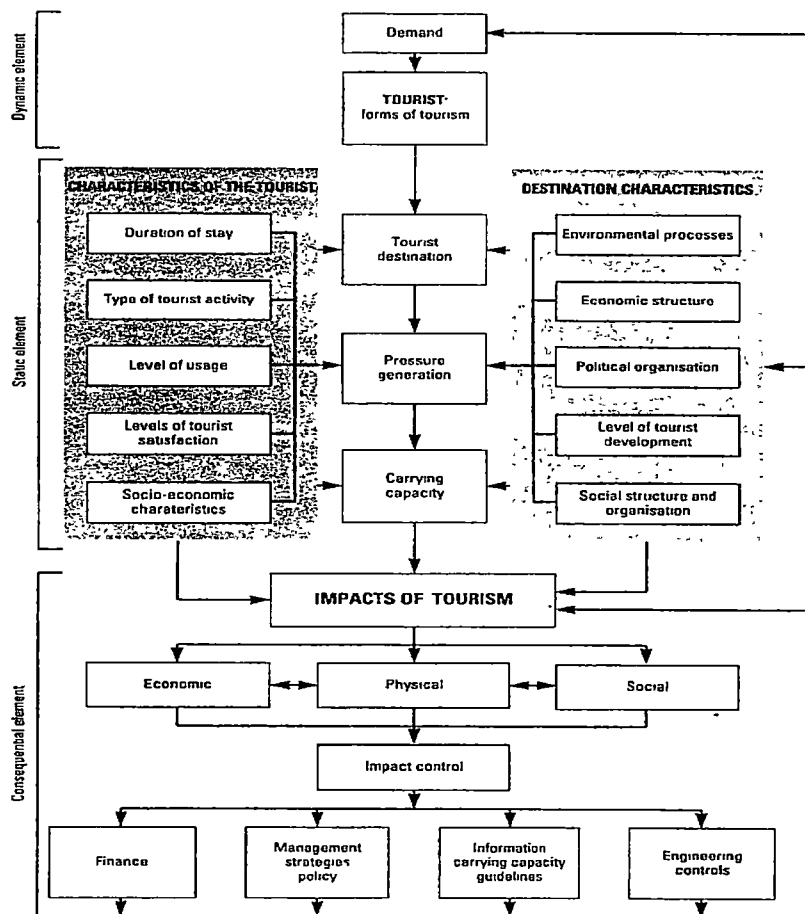 Dynamic element
Demand
TOURIST·
forms of tourism
Static element
CHARACTERISTICS OF THE TOURIST
DESTINATION CHARACTERISTICS
Duration of stay
Tourist
destination
Environmental processes
Type of tourist activity
Economic structure
Level of usage
Pressure
generation
Political organisation
Levels of tourist
satisfaction
Level of tourist
development
Socio-economic
charateristics
Carrying
capacity
Social structure and
organisation
Consequential element
IMPACTS OF TOURISM
Economic
Physical
Social
Impact control
Finance
Management
strategies
policy
Information
carrying capacity
guidelines
Engineering
controls